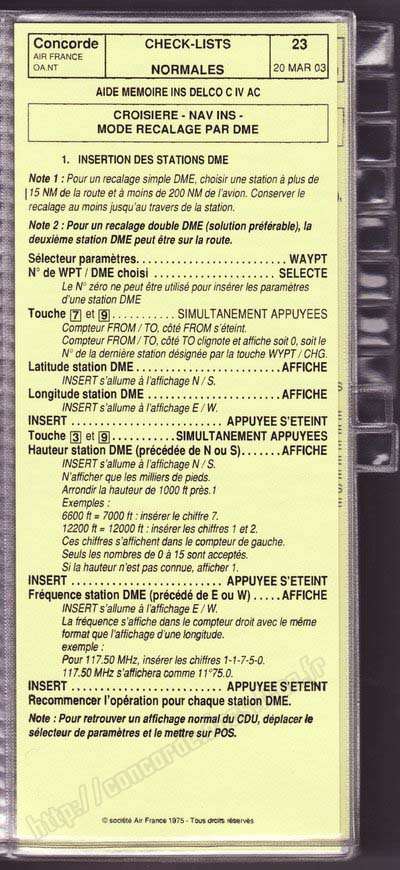 Concorde
AIR FRANCE
OA.NT
CHECK-LISTS
NORMALES
23
20 MAR 03
AIDE MEMOIRE INS DELCO C IV AC
CROISIERE - NAV INS -
MODE RECALAGE PAR DME
1. INSERTION DES STATIONS DME
Note 1 : Pour un recalage simple DME, choisir une station à plus de
15 NM de la route et à moins de 200 NM de l'avion. Conserver le
recalage au moins jusqu'au travers de la station.
Note 2 : Pour un recalage double DME (solution préférable), la
deuxième station DME peut être sur la route.
Sélecteur paramètres. . . . . . . . . . . . . . . . . . . . . . WAYPT
N° de WPT / DME choisi . . . . . . . . . . . . . . . . . . SELECTE
Le N° zéro ne peut être utilisé pour insérer les paramètres
d'une station DME
Touche 7 et 9 . . . . . . . . . . . SIMULTANEMENT APPUYEES
Compteur FROM / TO, côté FROM s'éteint.
Compteur FROM / TO, côté TO clignote et affiche soit 0, soit le
N° de la dernière station désignée par la touche WYPT / CHG.
Latitude station DME . . . . . . . . . . . . . . . . . . . . AFFICHE
INSERT s'allume à l'affichage N / S.
Longitude station DME . . . . . . . . . . . . . . . . . . . AFFICHE
INSERT s'allume à l'affichage E / W.
INSERT . . . . . . . . . . . . . . . . . . . . . . APPUYEE S'ETEINT
Touche 3 et 9. . . . . . . . . . .SIMULTANEMENT APPUYEES
Hauteur station DME (précédée de N ou S). . . . . . . AFFICHE
INSERT s'allume à l'affichage N / S.
N'afficher que les milliers de pieds.
Arrondir la hauteur de 1000 ft près.1
Exemples :
6600 ft = 7000 ft : insérer le chiffre 7.
12200 ft = 12000 ft : insérer les chiffres 1 et 2.
Ces chiffres s'affichent dans le compteur de gauche.
Seuls les nombres de 0 à 15 sont acceptés.
Si la hauteur n'est pas connue, afficher 1.
INSERT . . . . . . . . . . . . . . . . . . . . . . APPUYEE S'ETEINT
Fréquence station DME (précédé de E ou W) . . . . . AFFICHE
INSERT s'allume à l'affichage E / W.
La fréquence s'affiche dans le compteur droit avec le même
format que l'affichage d'une longitude.
exemple :
Pour 117.50 MHz, insérer les chiffres 1-1-7-5-0.
117.50 MHz s'affichera comme 11°75.0.
INSERT . . . . . . . . . . . . . . . . . . . . . . APPUYEE S'ETEINT
Recommencer l'opération pour chaque station DME.
Note : Pour retrouver un affichage normal du CDU, déplacer le
sélecteur de paramètres et le mettre sur POS.
© société Air France 1975 - Tous droits réservés